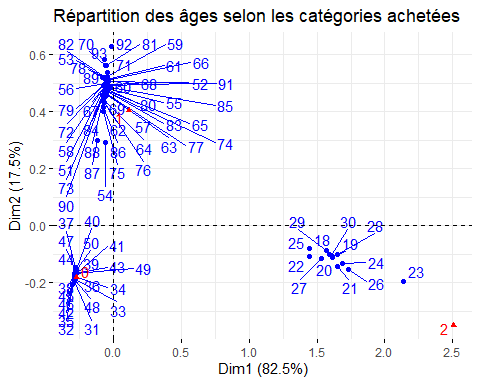 Répartition des âges selon les catégories achetées
82 70 92 81 59
53 93
78 71 61 66
89 68 52 91
56 80
79 67 69 80 55 85
72 84 62 57 83 65
58 88 86 64 63 77 74
51 87 75 76
73 54
90
37 40
47 50 41
44 39 43 49
38 36 34
48 33
35
32 31
29 18 30 28
25 19
22 20 24
27 21 26 23
2
0.6
0.4
0.2
0.0
-0.2
Dim2 (17.5%)
0.0 0.5 1.0 1.5 2.0 2.5
Dim1 (82.5%)